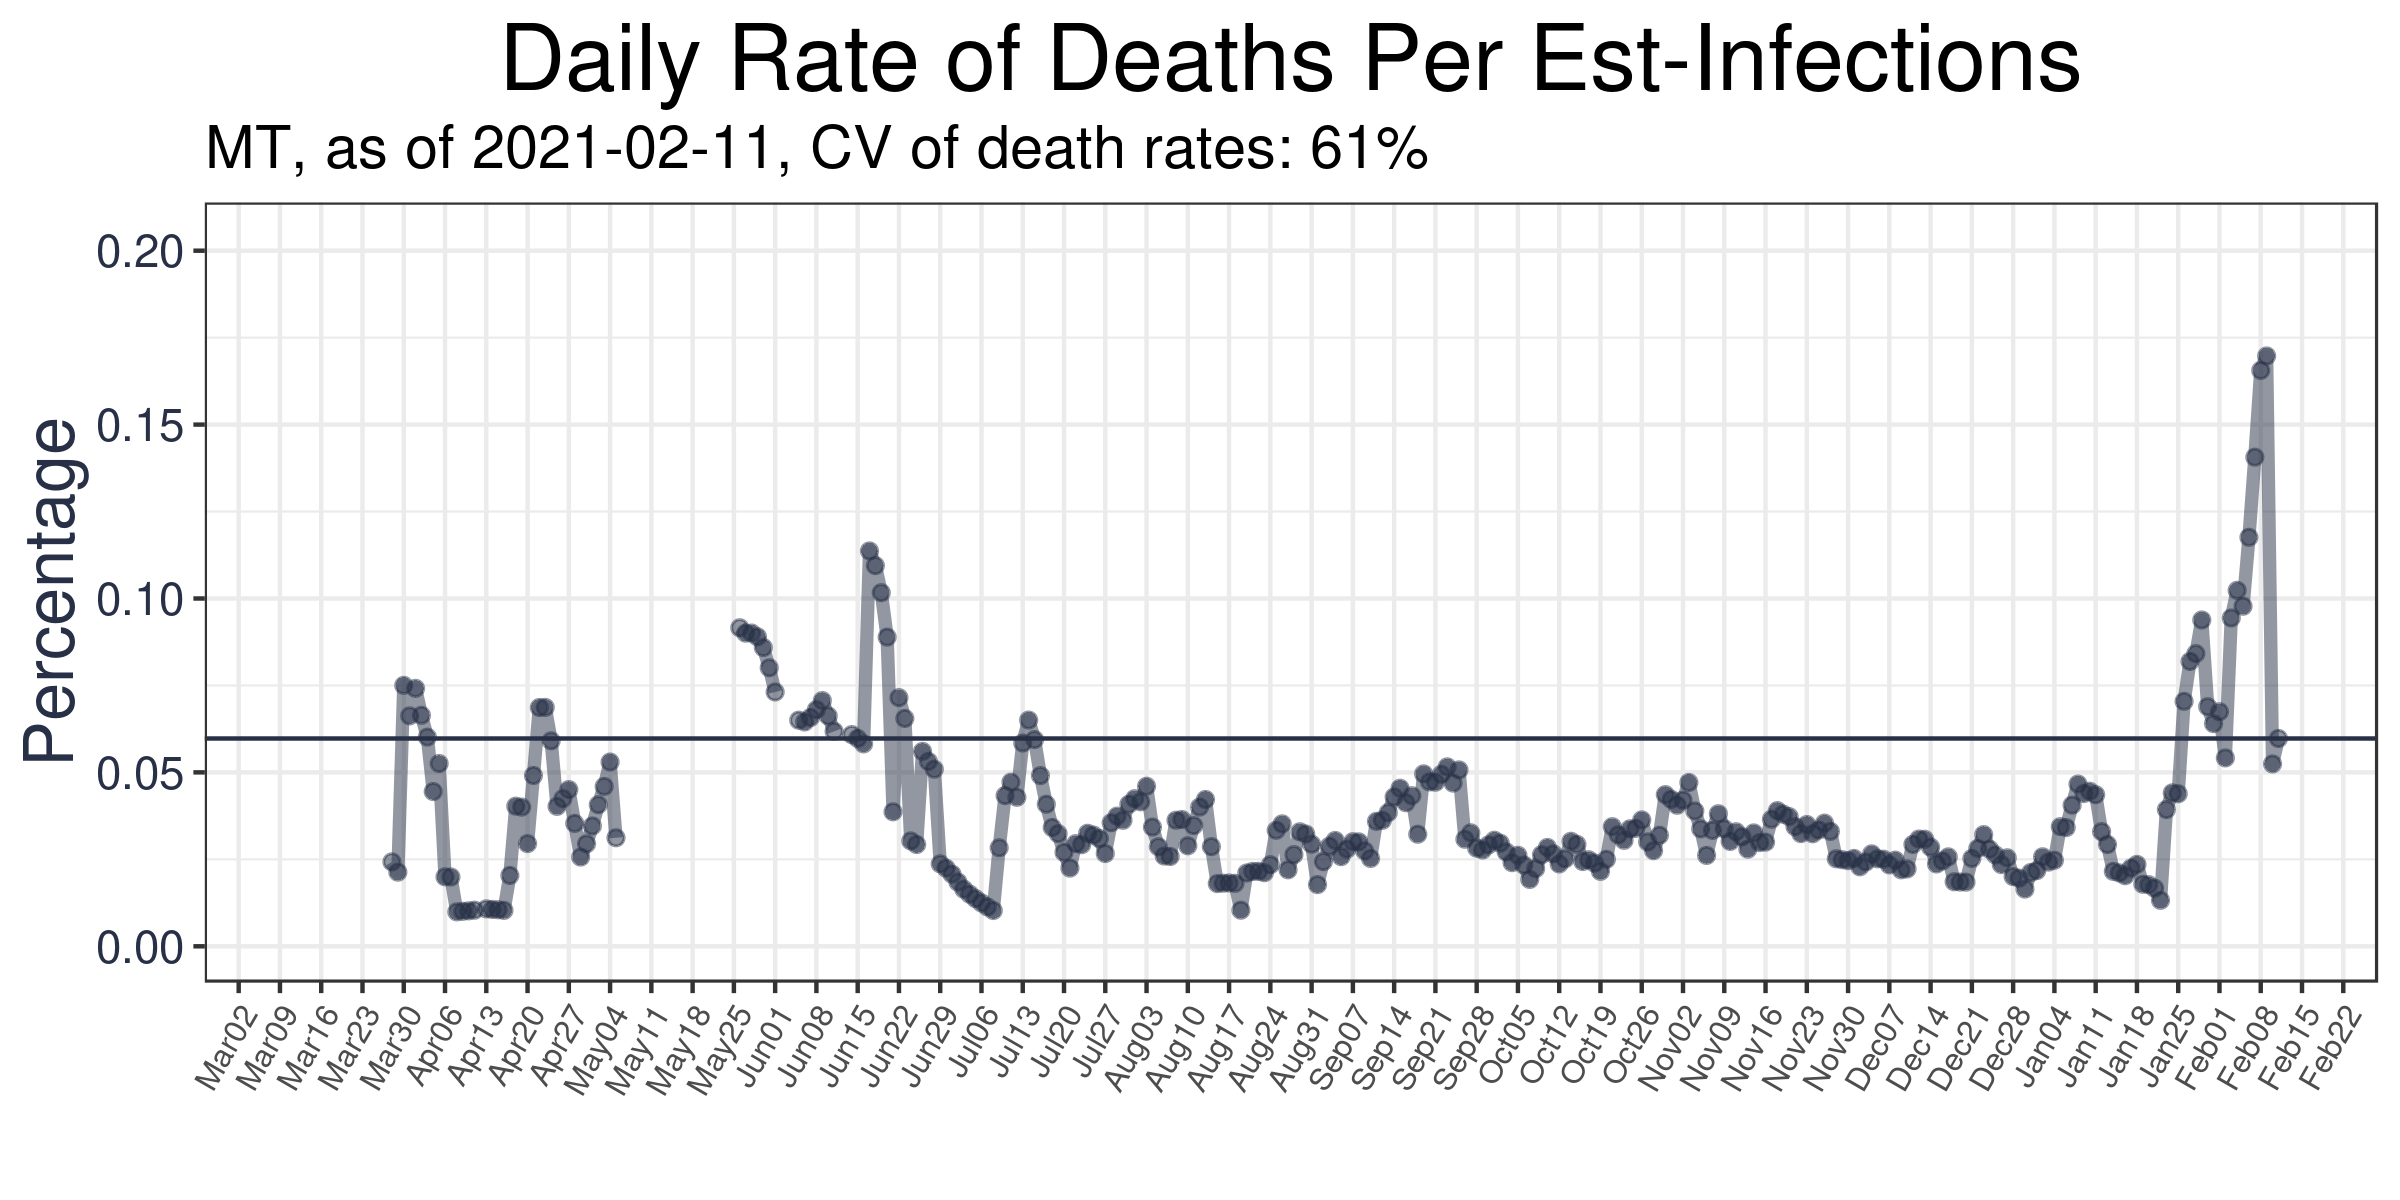 Daily Rate of Deaths Per Est-Infections
MT, as of 2021-02-11, CV of death rates: 61%
Percentage
0.20
0.15
0.10
0.05
0.00
Mar02
Mar09
Mar16
Mar23
Mar30
Apr06
Apr13
Apr20
Apr27
May04
May11
May18
May25
Jun01
Jun08
Jun15
Jun22
Jun29
Jul06
Jul13
Jul20
Jul27
Aug03
Aug10
Aug17
Aug24
Aug31
Sep07
Sep14
Sep21
Sep28
Oct05
Oct12
Oct19
Oct26
Nov02
Nov09
Nov16
Nov23
Nov30
Dec07
Dec14
Dec21
Dec28
Jan04
Jan11
Jan18
Jan25
Feb01
Feb08
Feb15
Feb22